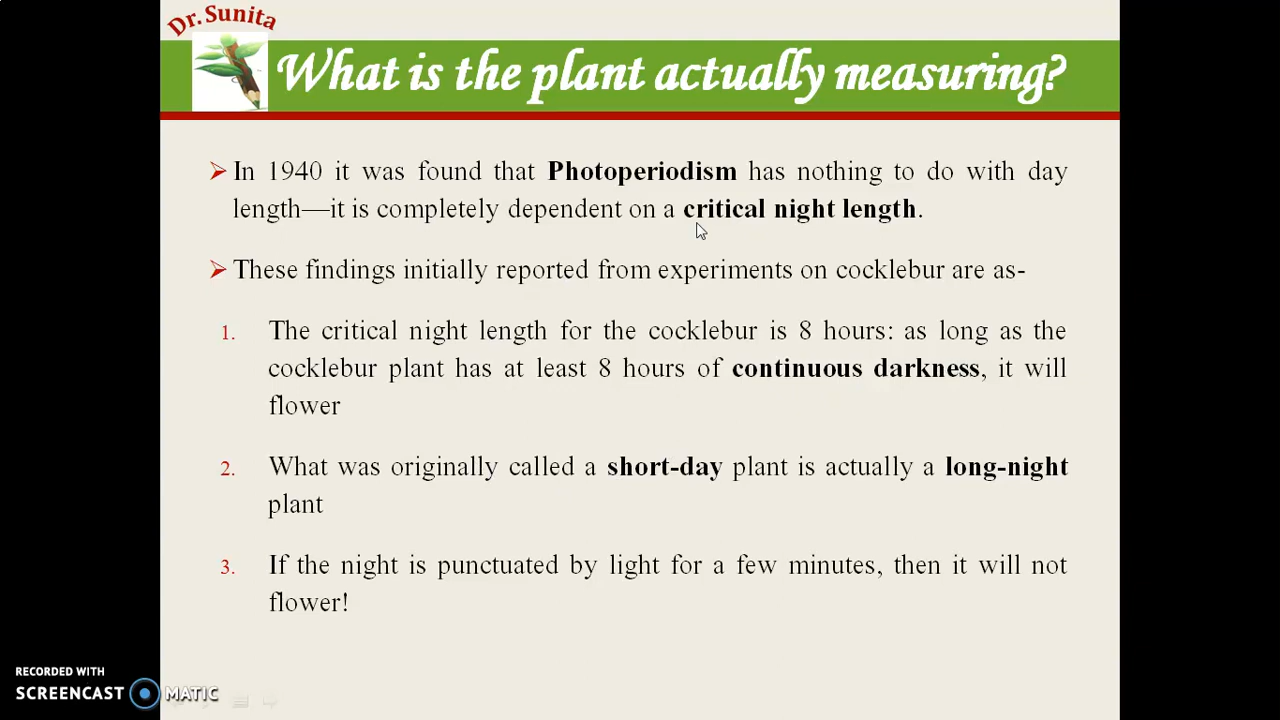 Dr. Sunita
What is the plant actually measuring?
In 1940 it was found that Photoperiodism has nothing to do with day
length—it is completely dependent on a critical night length.
These findings initially reported from experiments on cocklebur are as-
1. The critical night length for the cocklebur is 8 hours: as long as the
cocklebur plant has at least 8 hours of continuous darkness, it will
flower
2. What was originally called a short-day plant is actually a long-night
plant
3. If the night is punctuated by light for a few minutes, then it will not
flower!
RECORDED WITH
SCREENCAST MATIC